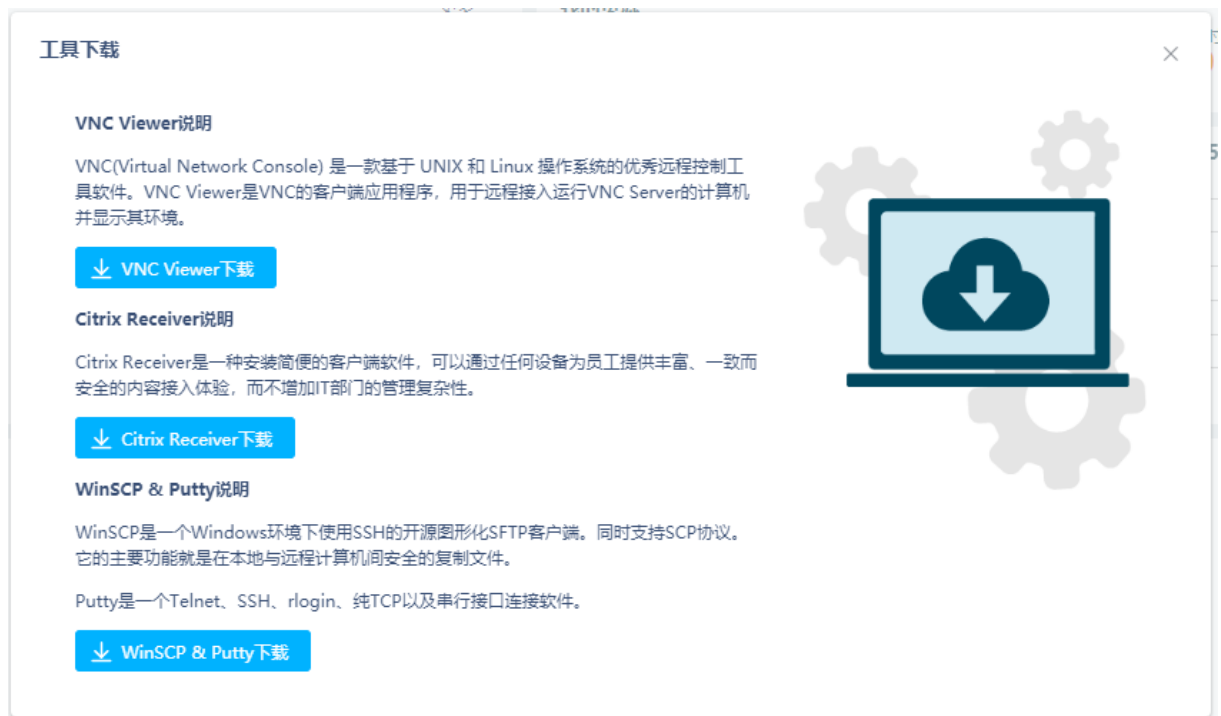 工具下载
VNC Viewer说明
VNC(Virtual Network Console) 是一款基于 UNIX 和 Linux 操作系统的优秀远程控制工
具软件。VNC Viewer是VNC的客户端应用程序，用于远程接入运行VNC Server的计算机
并显示其环境。
VNC Viewer下载
Citrix Receiver说明
Citrix Receiver是一种安装简便的客户端软件，可以通过任何设备为员工提供丰富、一致而
安全的内容接入体验，而不增加IT部门的管理复杂性。
Citrix Receiver下载
WinSCP & Putty说明
WinSCP是一个Windows环境下使用SSH的开源图形化SFTP客户端。同时支持SCP协议。
它的主要功能就是在本地与远程计算机间安全的复制文件。
Putty是一个Telnet、SSH、rlogin、纯TCP以及串行接口连接软件。
WinSCP & Putty下载